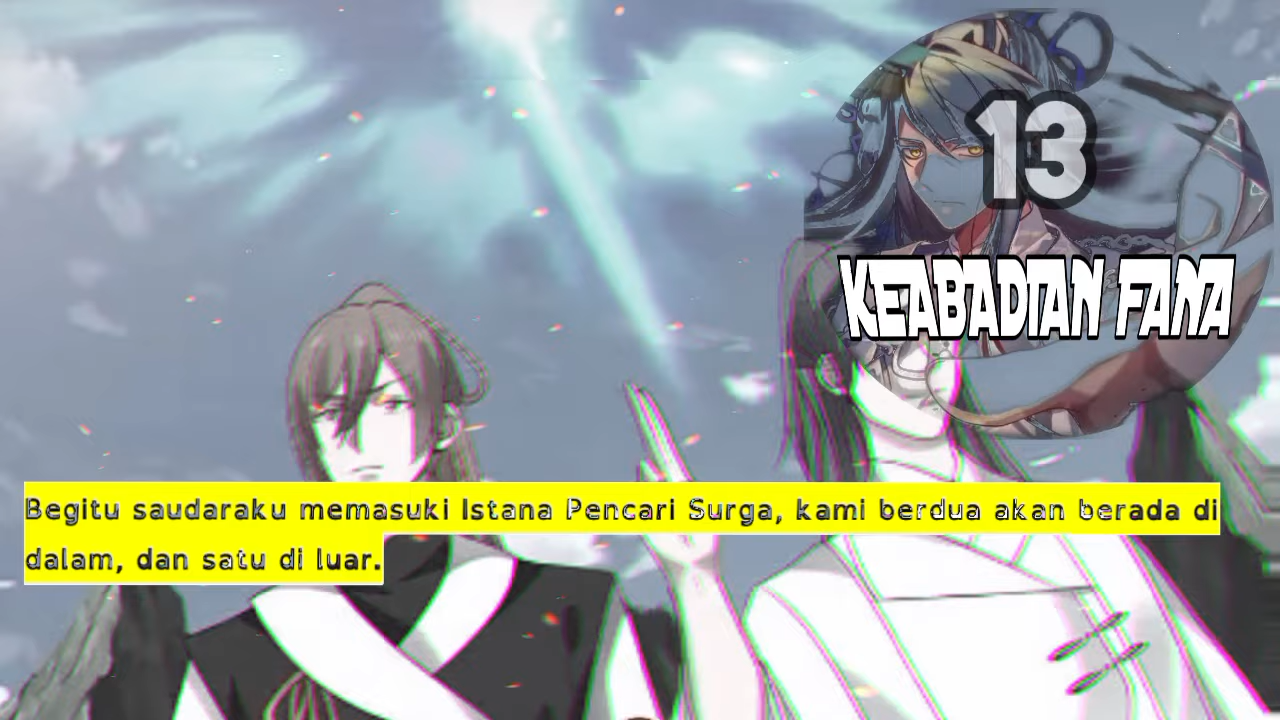 13
KEABADIAN FANA
Begitu saudaraku memasuki Istana Pencari Surga, kami berdua akan berada di
dalam, dan satu di luar.